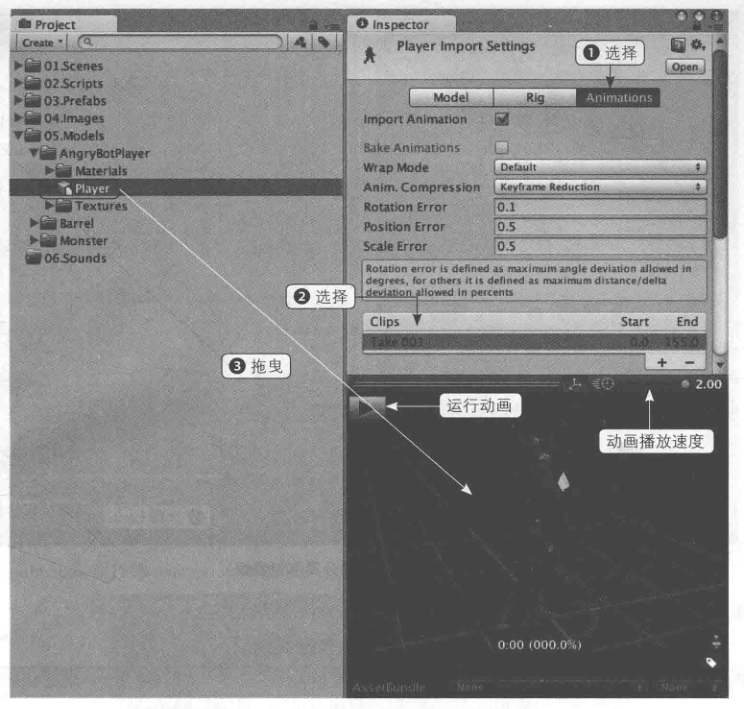 Project
Create
01.Scenes
02.Scripts
03.Prefabs
04.Images
05.Models
AngryBotPlayer
Materials
Player
Textures
Barrel
Monster
06.Sounds
❸ 拖曳
Inspector
Player Import Settings
❶ 选择
Open
Model Rig Animations
Import Animation
Bake Animations
Wrap Mode Default
Anim. Compression Keyframe Reduction
Rotation Error 0.1
Position Error 0.5
Scale Error 0.5
Rotation error is defined as maximum angle deviation allowed in
degrees, for others it is defined as maximum distance/delta
deviation allowed in percents
❷ 选择
Clips Start End
Take 001 0.0 155.0
+ −
2.00
运行动画
动画播放速度
0:00 (000.0%)
AssetBundle None None